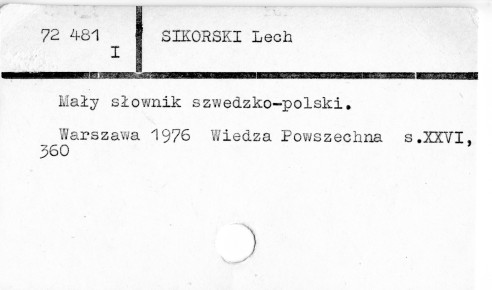 72 481 SIKORSKI Lech
I
Mały słownik szwedzko-polski.
Warszawa 1976 Wiedza Powszechna s.XXVI,
360